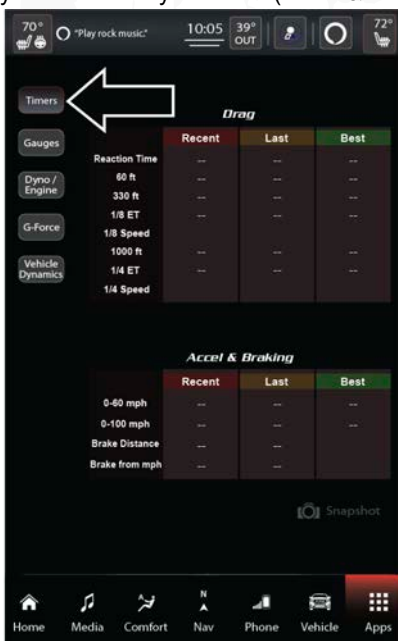 70° "Play rock music." 10:05 39° OUT 72°
Timers
Gauges
Dyno /
Engine
G-Force
Vehicle
Dynamics
Drag
Recent Last Best
Reaction Time -- -- --
60 ft -- -- --
330 ft -- -- --
1/8 ET -- -- --
1/8 Speed
1000 ft -- -- --
1/4 ET -- -- --
1/4 Speed
Accel & Braking
Recent Last Best
0-60 mph -- -- --
0-100 mph -- -- --
Brake Distance -- --
Brake from mph -- --
Snapshot
N
Home Media Comfort Nav Phone Vehicle Apps